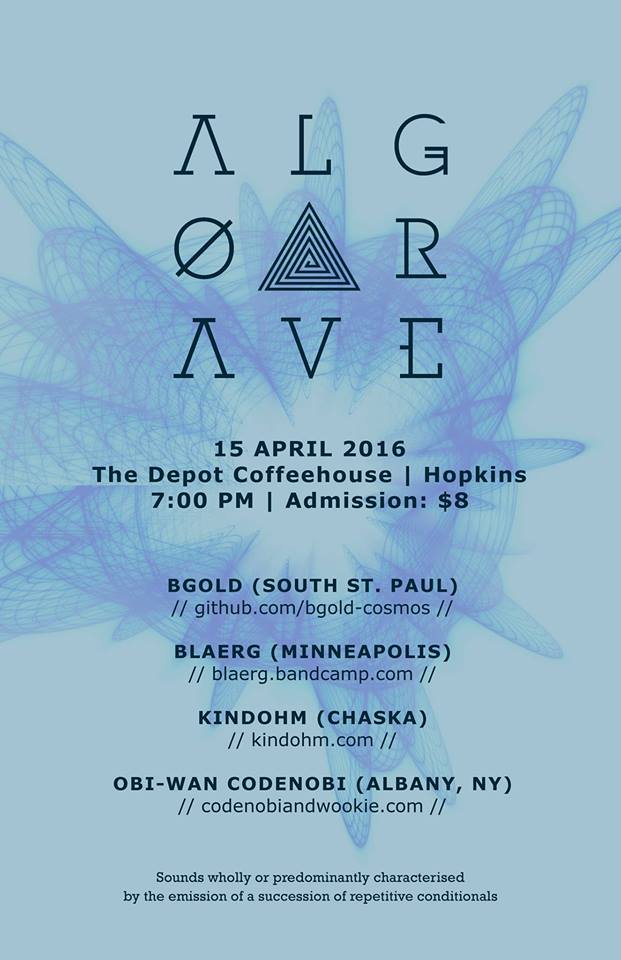 ALG
ØR
AVE
15 APRIL 2016
The Depot Coffeehouse | Hopkins
7:00 PM | Admission: $8
BGOLD (SOUTH ST. PAUL)
// github.com/bgold-cosmos //
BLAERG (MINNEAPOLIS)
// blaerg.bandcamp.com //
KINDOHM (CHASKA)
// kindohm.com //
OBI-WAN CODENOBI (ALBANY, NY)
// codenobiandwookie.com //
Sounds wholly or predominantly characterised
by the emission of a succession of repetitive conditionals